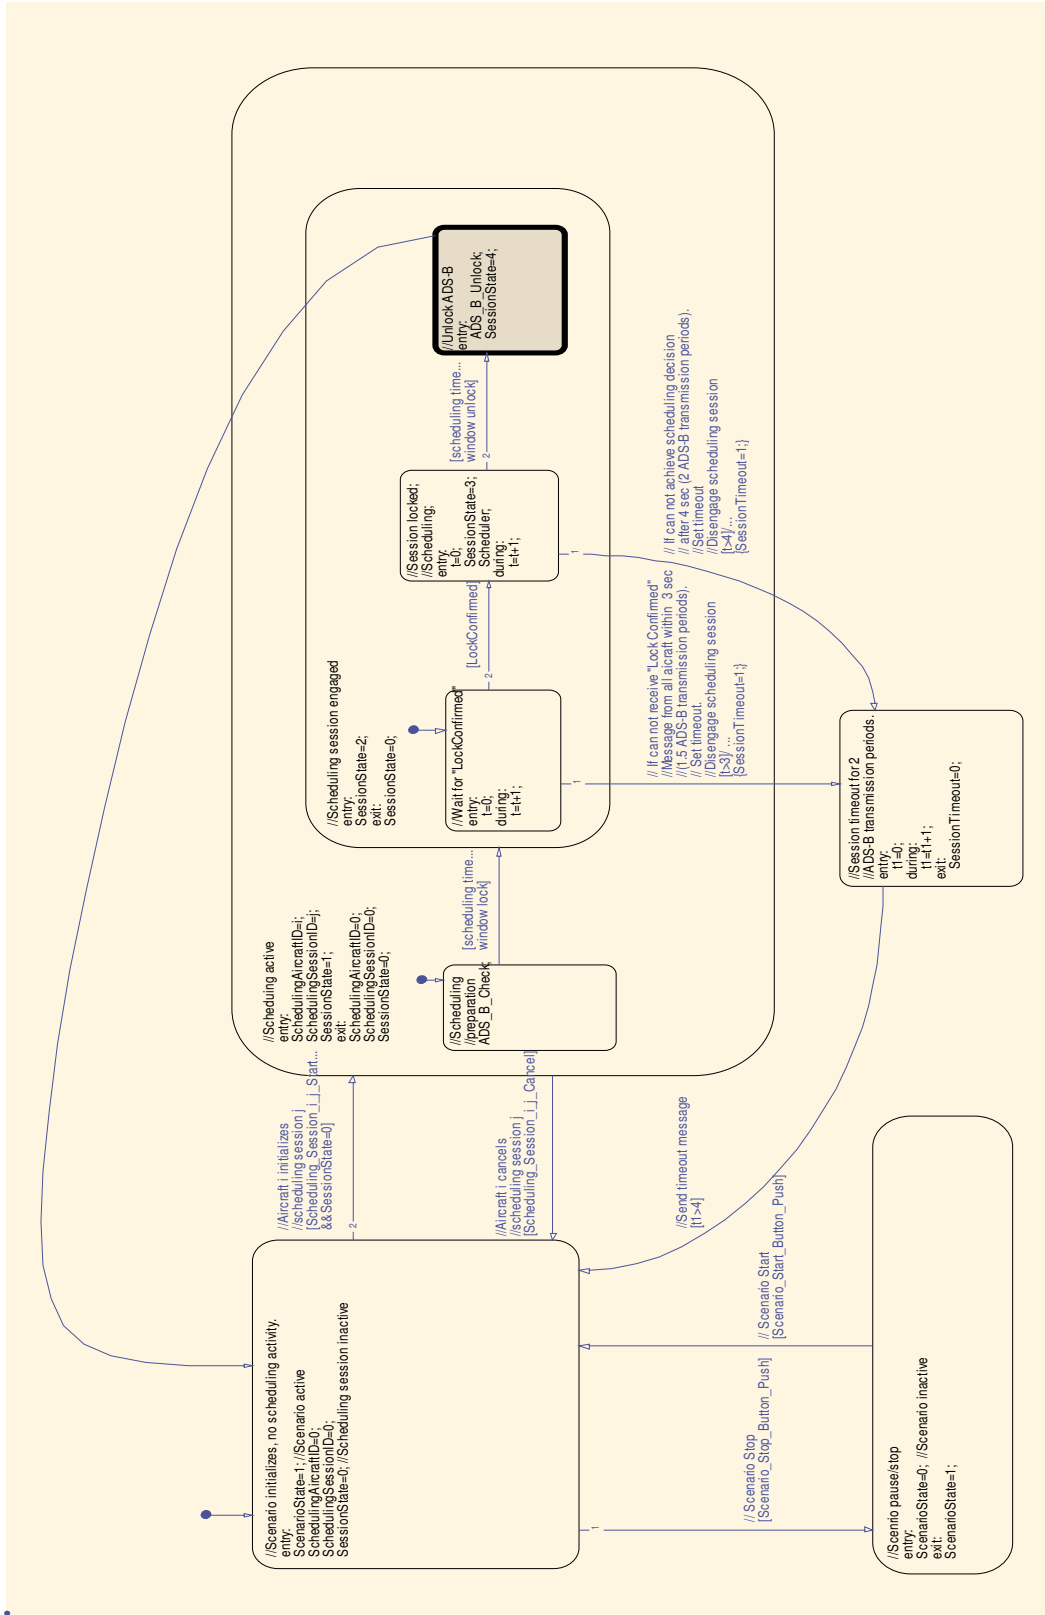 //Scenario initializes, no scheduling activity.
entry:
ScenarioState=1; //Scenario active
SchedulingAircraftID=0;
SchedulingSessionID=0;
SessionState=0; //Scheduling session inactive
//Aircraft i initializes
//scheduling session j
[Scheduling_Session_i_j_Start...
&&SessionState=0]
2
//Aircraft i cancels
//scheduling session j
[Scheduling_Session_i_j_Cancel]
//Scheduing active
entry:
SchedulingAircraftID=i;
SchedulingSessionID=j;
SessionState=1;
exit:
SchedulingAircraftID=0;
SchedulingSessionID=0;
SessionState=0;
//Scheduling
//preparation
ADS_B_Check;
[scheduling time...
window lock]
//Scheduling session engaged
entry:
SessionState=2;
exit:
SessionState=0;
//Wait for "LockConfirmed"
entry:
t=0;
during:
t=t+1;
[LockConfirmed]
2
//Session locked;
//Scheduling;
entry:
t=0;
SessionState=3;
Scheduler;
during:
t=t+1;
[scheduling time...
window unlock]
2
//Unlock ADS-B
entry:
ADS_B_Unlock;
SessionState=4;
// If can not receive "Lock Confirmed"
//Message from all aicraft within 3 sec
//(1.5 ADS-B transmission periods).
// Set timeout.
//Disengage scheduling session
[t>3]/ ...
{SessionTimeout=1;}
1
// If can not achieve scheduling decision
// after 4 sec (2 ADS-B transmission periods).
//Set timeout
//Disengage scheduling session
[t>4]/ ...
{SessionTimeout=1;}
1
//Session timeout for 2
//ADS-B transmission periods.
entry:
t1=0;
during:
t1=t1+1;
exit:
SessionTimeout=0;
//Send timeout message
[t1>4]
// Scenario Start
[Scenario_Start_Button_Push]
// Scenario Stop
[Scenario_Stop_Button_Push]
1
//Scenrio pause/stop
entry:
ScenarioState=0; //Scenario inactive
exit:
ScenarioState=1;